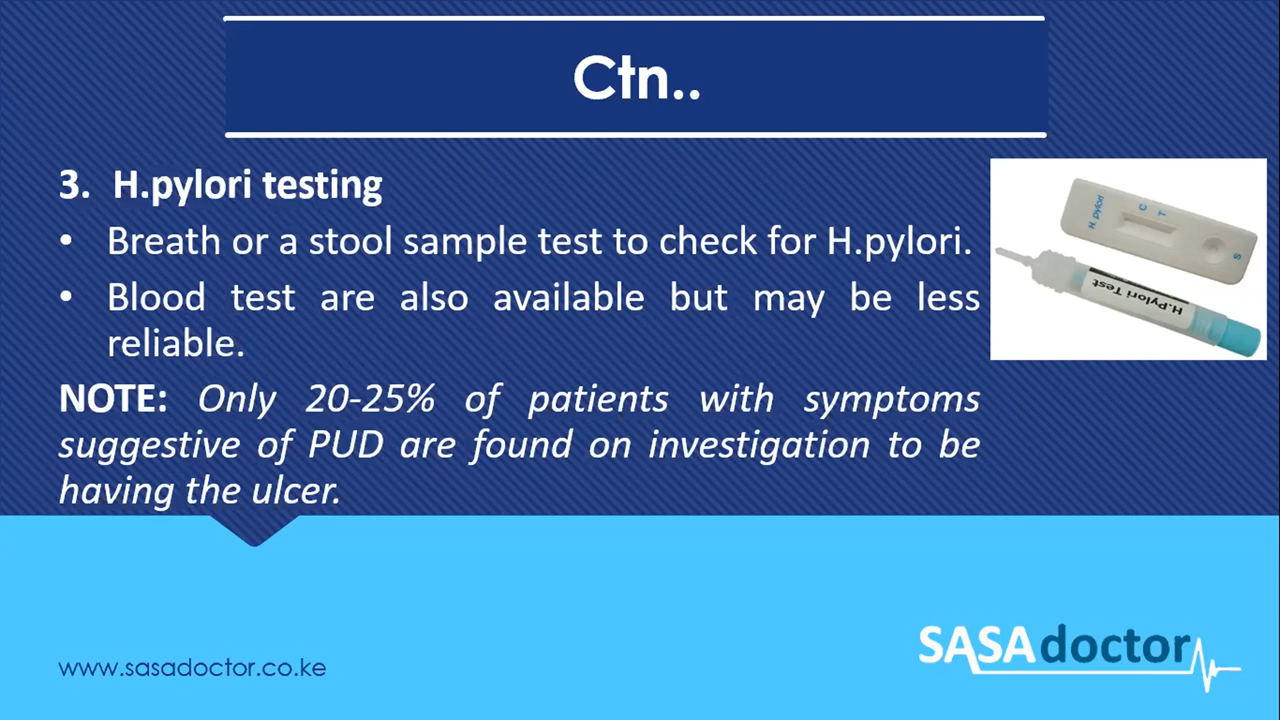 Ctn..
3. H.pylori testing
• Breath or a stool sample test to check for H.pylori.
• Blood test are also available but may be less
reliable.
NOTE: Only 20-25% of patients with symptoms
suggestive of PUD are found on investigation to be
having the ulcer.
H. pylori
C
T
S
H.Pylori Test
www.sasadoctor.co.ke
SASAdoctor